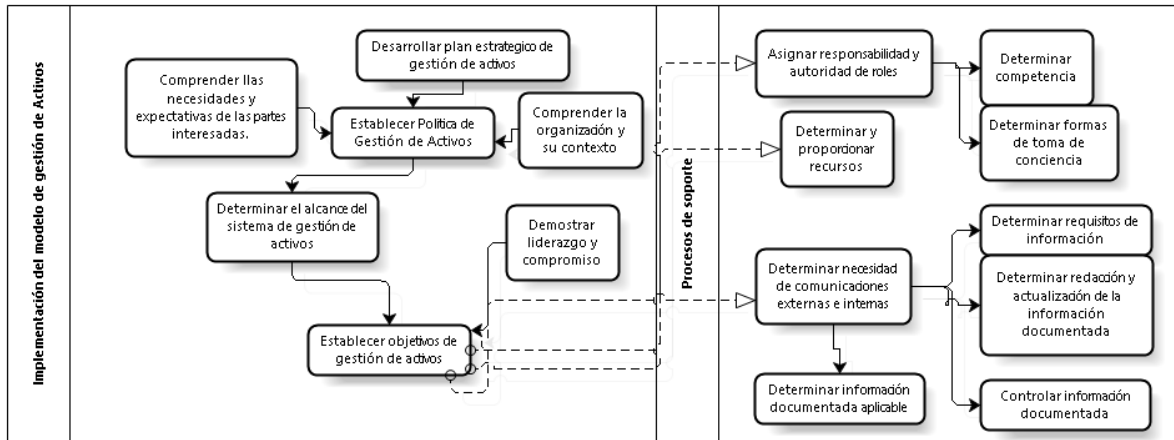 Implementación del modelo de gestión de Activos
Desarrollar plan estrategico de
gestión de activos
Comprender llas
necesidades y
expectativas de las partes
interesadas.
Establecer Política de
Gestión de Activos
Comprender la
organización y
su contexto
Determinar el alcance del
sistema de gestión de
activos
Demostrar
liderazgo y
compromiso
Establecer objetivos de
gestión de activos
Procesos de soporte
Asignar responsabilidad y
autoridad de roles
Determinar
competencia
Determinar y
proporcionar
recursos
Determinar formas
de toma de
conciencia
Determinar necesidad
de comunicaciones
externas e internas
Determinar requisitos de
información
Determinar redacción y
actualización de la
información
documentada
Determinar información
documentada aplicable
Controlar información
documentada